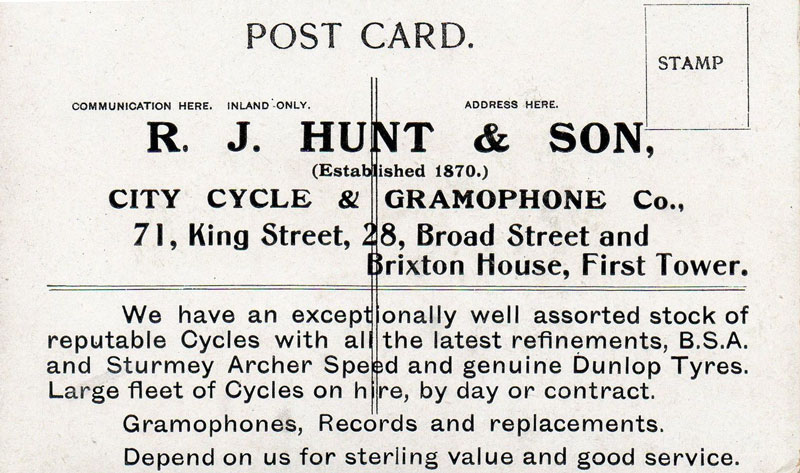 POST CARD.
STAMP
COMMUNICATION HERE. INLAND ONLY.
ADDRESS HERE.
R. J. HUNT & SON,
(Established 1870.)
CITY CYCLE & GRAMOPHONE Co.,
71, King Street, 28, Broad Street and
Brixton House, First Tower.
We have an exceptionally well assorted stock of
reputable Cycles with all the latest refinements, B.S.A.
and Sturmey Archer Speed and genuine Dunlop Tyres.
Large fleet of Cycles on hire, by day or contract.
Gramophones, Records and replacements.
Depend on us for sterling value and good service.